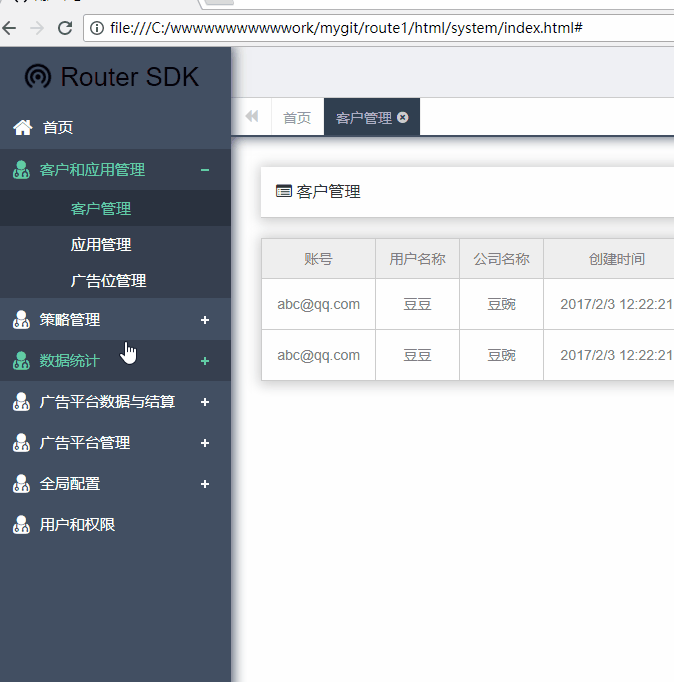 file:///C:/wwwwwwwwwwwwwork/mygit/route1/html/system/index.html#
Router SDK
首页
客户和应用管理
客户管理
应用管理
广告位管理
策略管理
数据统计
广告平台数据与结算
广告平台管理
全局配置
用户和权限
首页 客户管理
客户管理
账号 用户名称 公司名称 创建时间
abc@qq.com 豆豆 豆豌 2017/2/3 12:22:21
abc@qq.com 豆豆 豆豌 2017/2/3 12:22:21